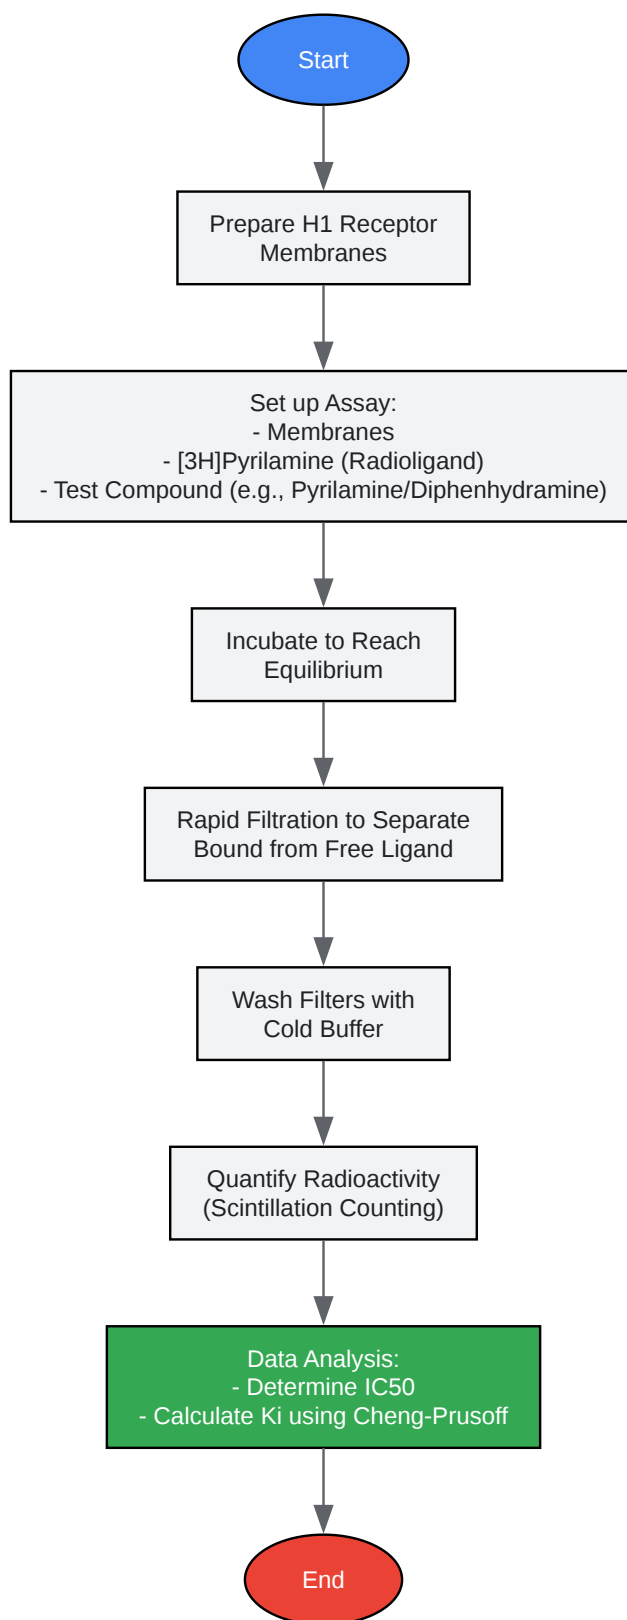 Start
Prepare H1 Receptor
Membranes
Set up Assay:
- Membranes
- [3H]Pyrilamine (Radioligand)
- Test Compound (e.g., Pyrilamine/Diphenhydramine)
Incubate to Reach
Equilibrium
Rapid Filtration to Separate
Bound from Free Ligand
Wash Filters with
Cold Buffer
Quantify Radioactivity
(Scintillation Counting)
Data Analysis:
- Determine IC50
- Calculate Ki using Cheng-Prusoff
End